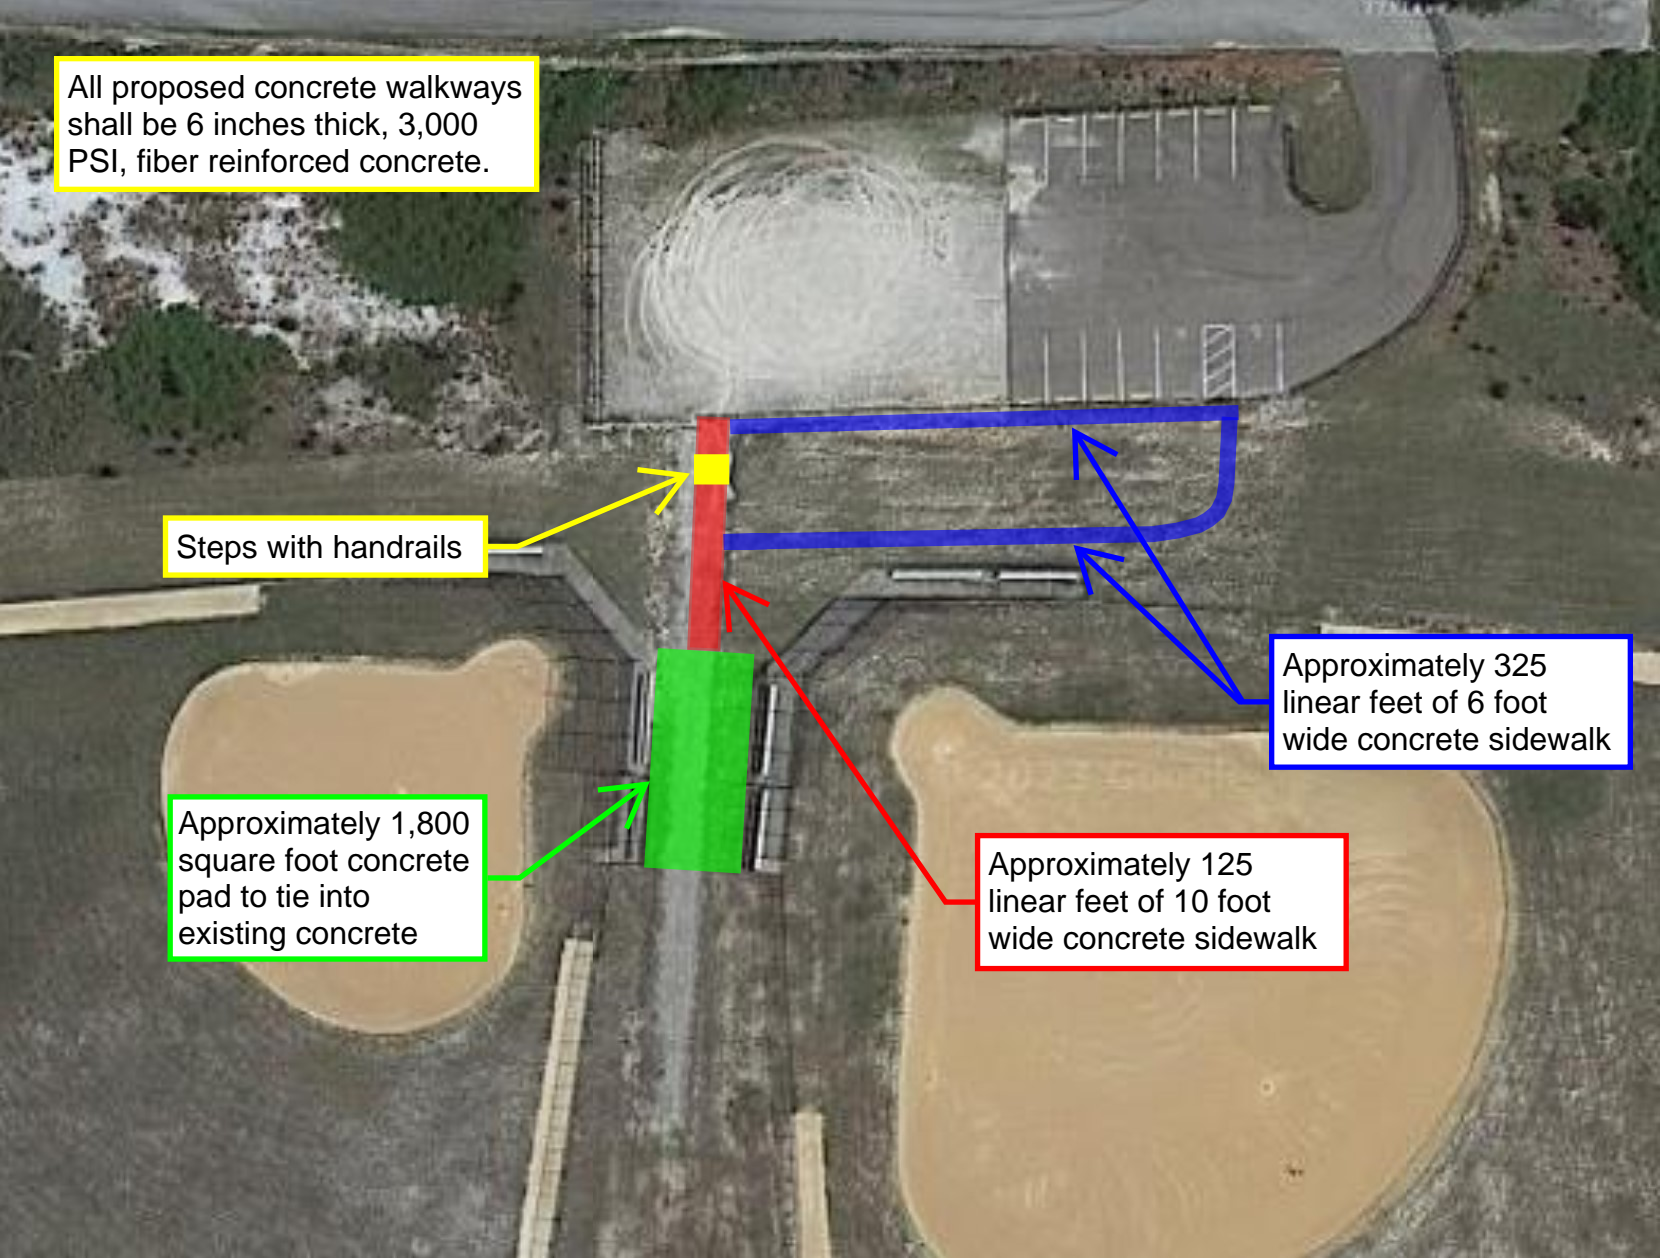 All proposed concrete walkways
shall be 6 inches thick, 3,000
PSI, fiber reinforced concrete.
Steps with handrails
Approximately 325
linear feet of 6 foot
wide concrete sidewalk
Approximately 1,800
square foot concrete
pad to tie into
existing concrete
Approximately 125
linear feet of 10 foot
wide concrete sidewalk